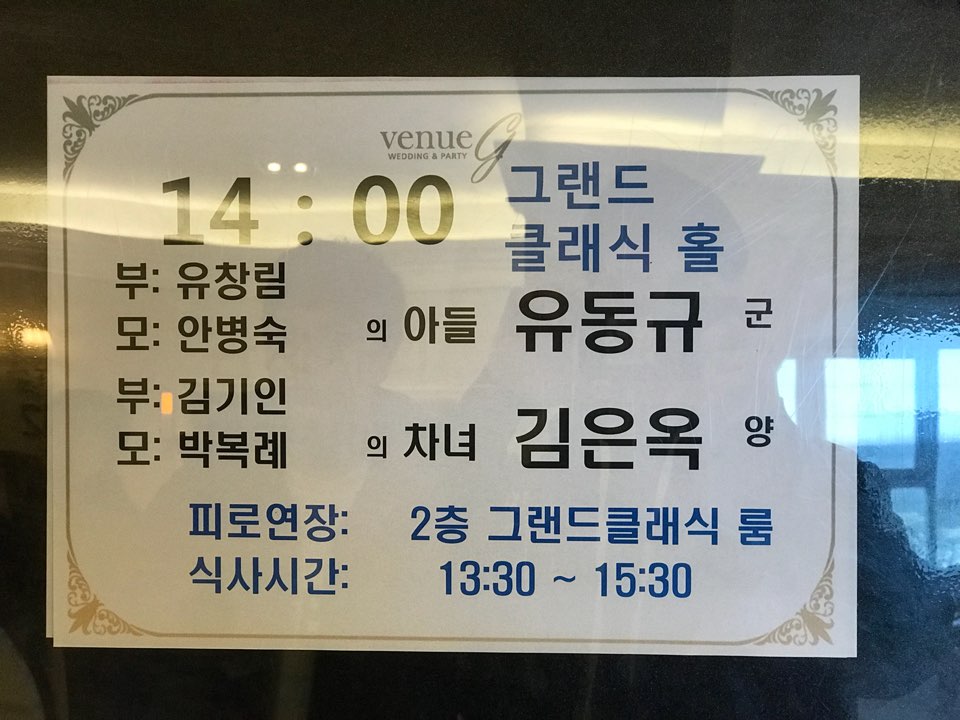 venue G
WEDDING & PARTY
14 : 00
그랜드
클래식 홀
부: 유창림
모: 안병숙 의 아들 유동규 군
부: 김기인
모: 박복례 의 차녀 김은옥 양
피로연장: 2층 그랜드클래식 룸
식사시간: 13:30 ~ 15:30